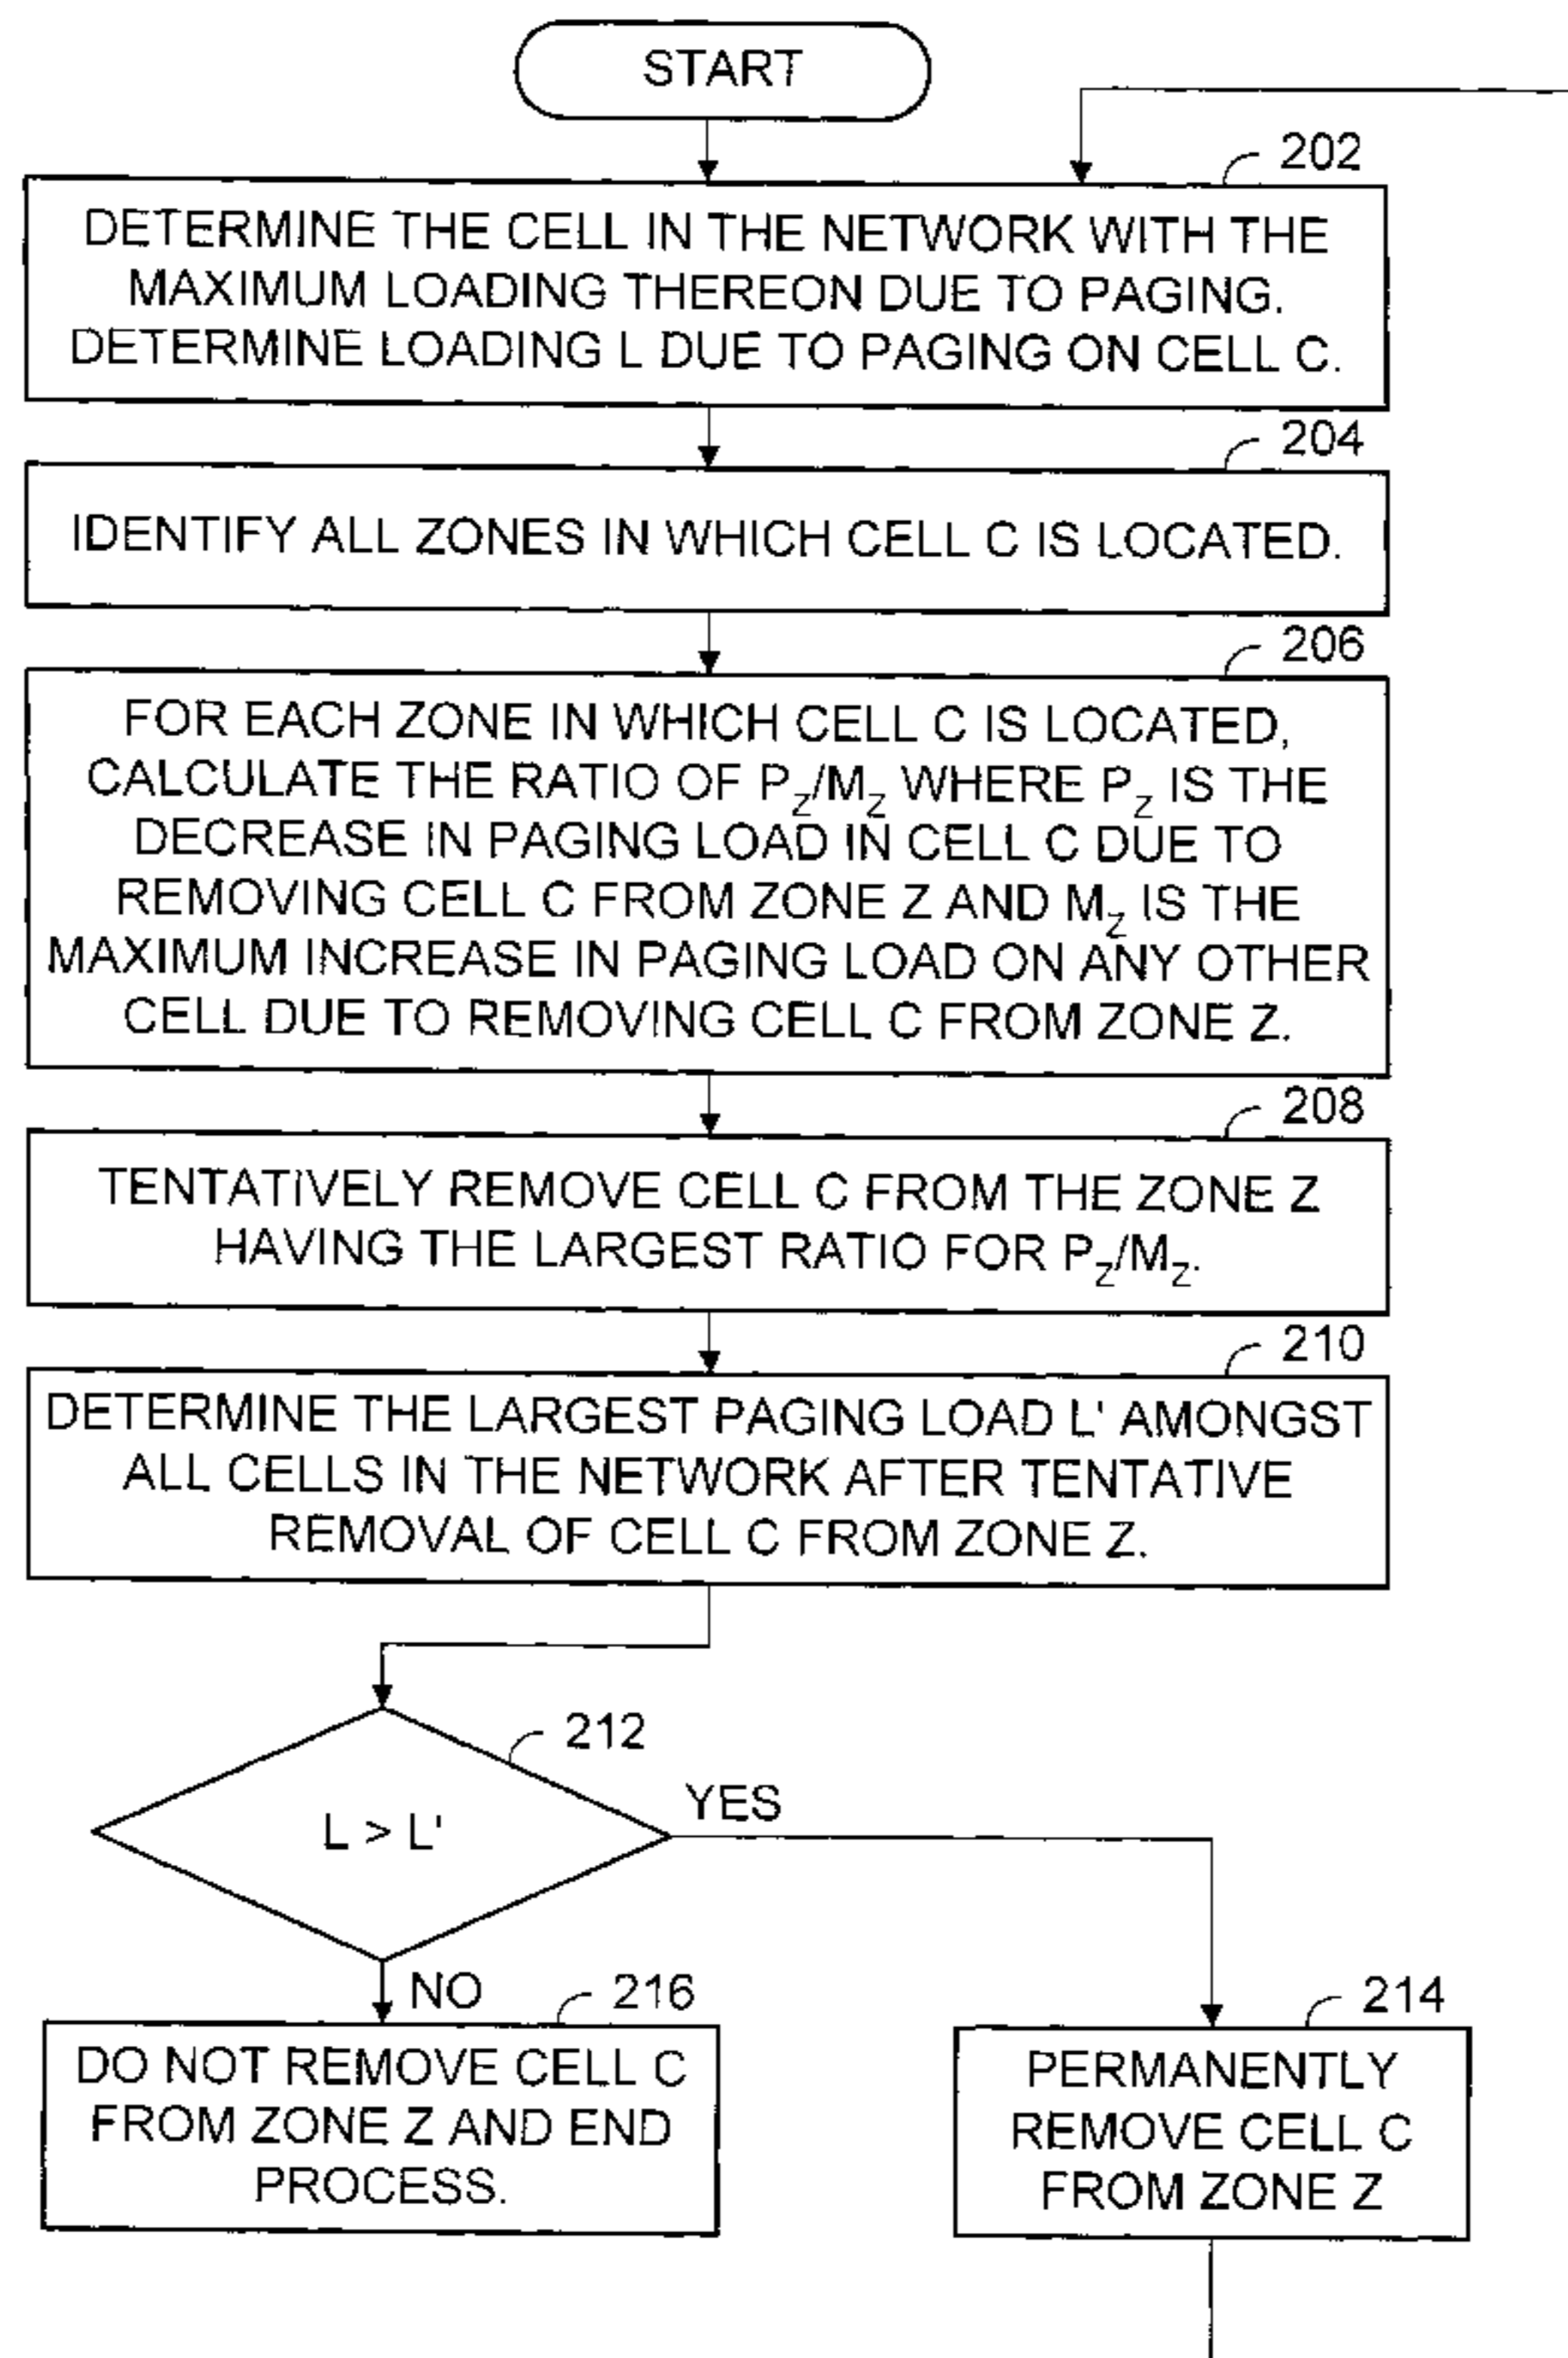 START
202
DETERMINE THE CELL IN THE NETWORK WITH THE
MAXIMUM LOADING THEREON DUE TO PAGING.
DETERMINE LOADING L DUE TO PAGING ON CELL C.
204
IDENTIFY ALL ZONES IN WHICH CELL C IS LOCATED.
206
FOR EACH ZONE IN WHICH CELL C IS LOCATED,
CALCULATE THE RATIO OF P_Z/M_Z WHERE P_Z IS THE
DECREASE IN PAGING LOAD IN CELL C DUE TO
REMOVING CELL C FROM ZONE Z AND M_Z IS THE
MAXIMUM INCREASE IN PAGING LOAD ON ANY OTHER
CELL DUE TO REMOVING CELL C FROM ZONE Z.
208
TENTATIVELY REMOVE CELL C FROM THE ZONE Z
HAVING THE LARGEST RATIO FOR P_Z/M_Z.
210
DETERMINE THE LARGEST PAGING LOAD L' AMONGST
ALL CELLS IN THE NETWORK AFTER TENTATIVE
REMOVAL OF CELL C FROM ZONE Z.
212
L > L'
YES
NO
216
DO NOT REMOVE CELL C
FROM ZONE Z AND END
PROCESS.
214
PERMANENTLY
REMOVE CELL C
FROM ZONE Z